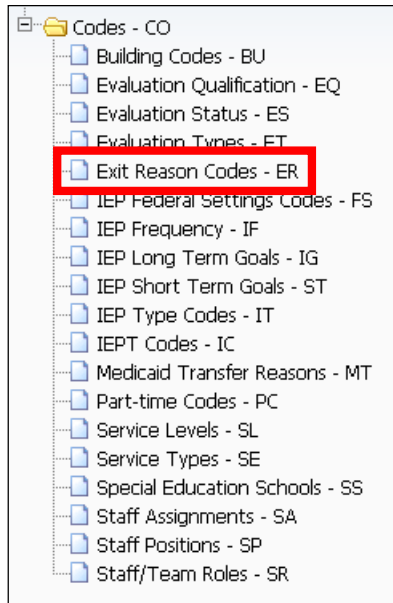 Codes - CO
Building Codes - BU
Evaluation Qualification - EQ
Evaluation Status - ES
Evaluation Types - ET
Exit Reason Codes - ER
IEP Federal Settings Codes - FS
IEP Frequency - IF
IEP Long Term Goals - IG
IEP Short Term Goals - ST
IEP Type Codes - IT
IEPT Codes - IC
Medicaid Transfer Reasons - MT
Part-time Codes - PC
Service Levels - SL
Service Types - SE
Special Education Schools - SS
Staff Assignments - SA
Staff Positions - SP
Staff/Team Roles - SR